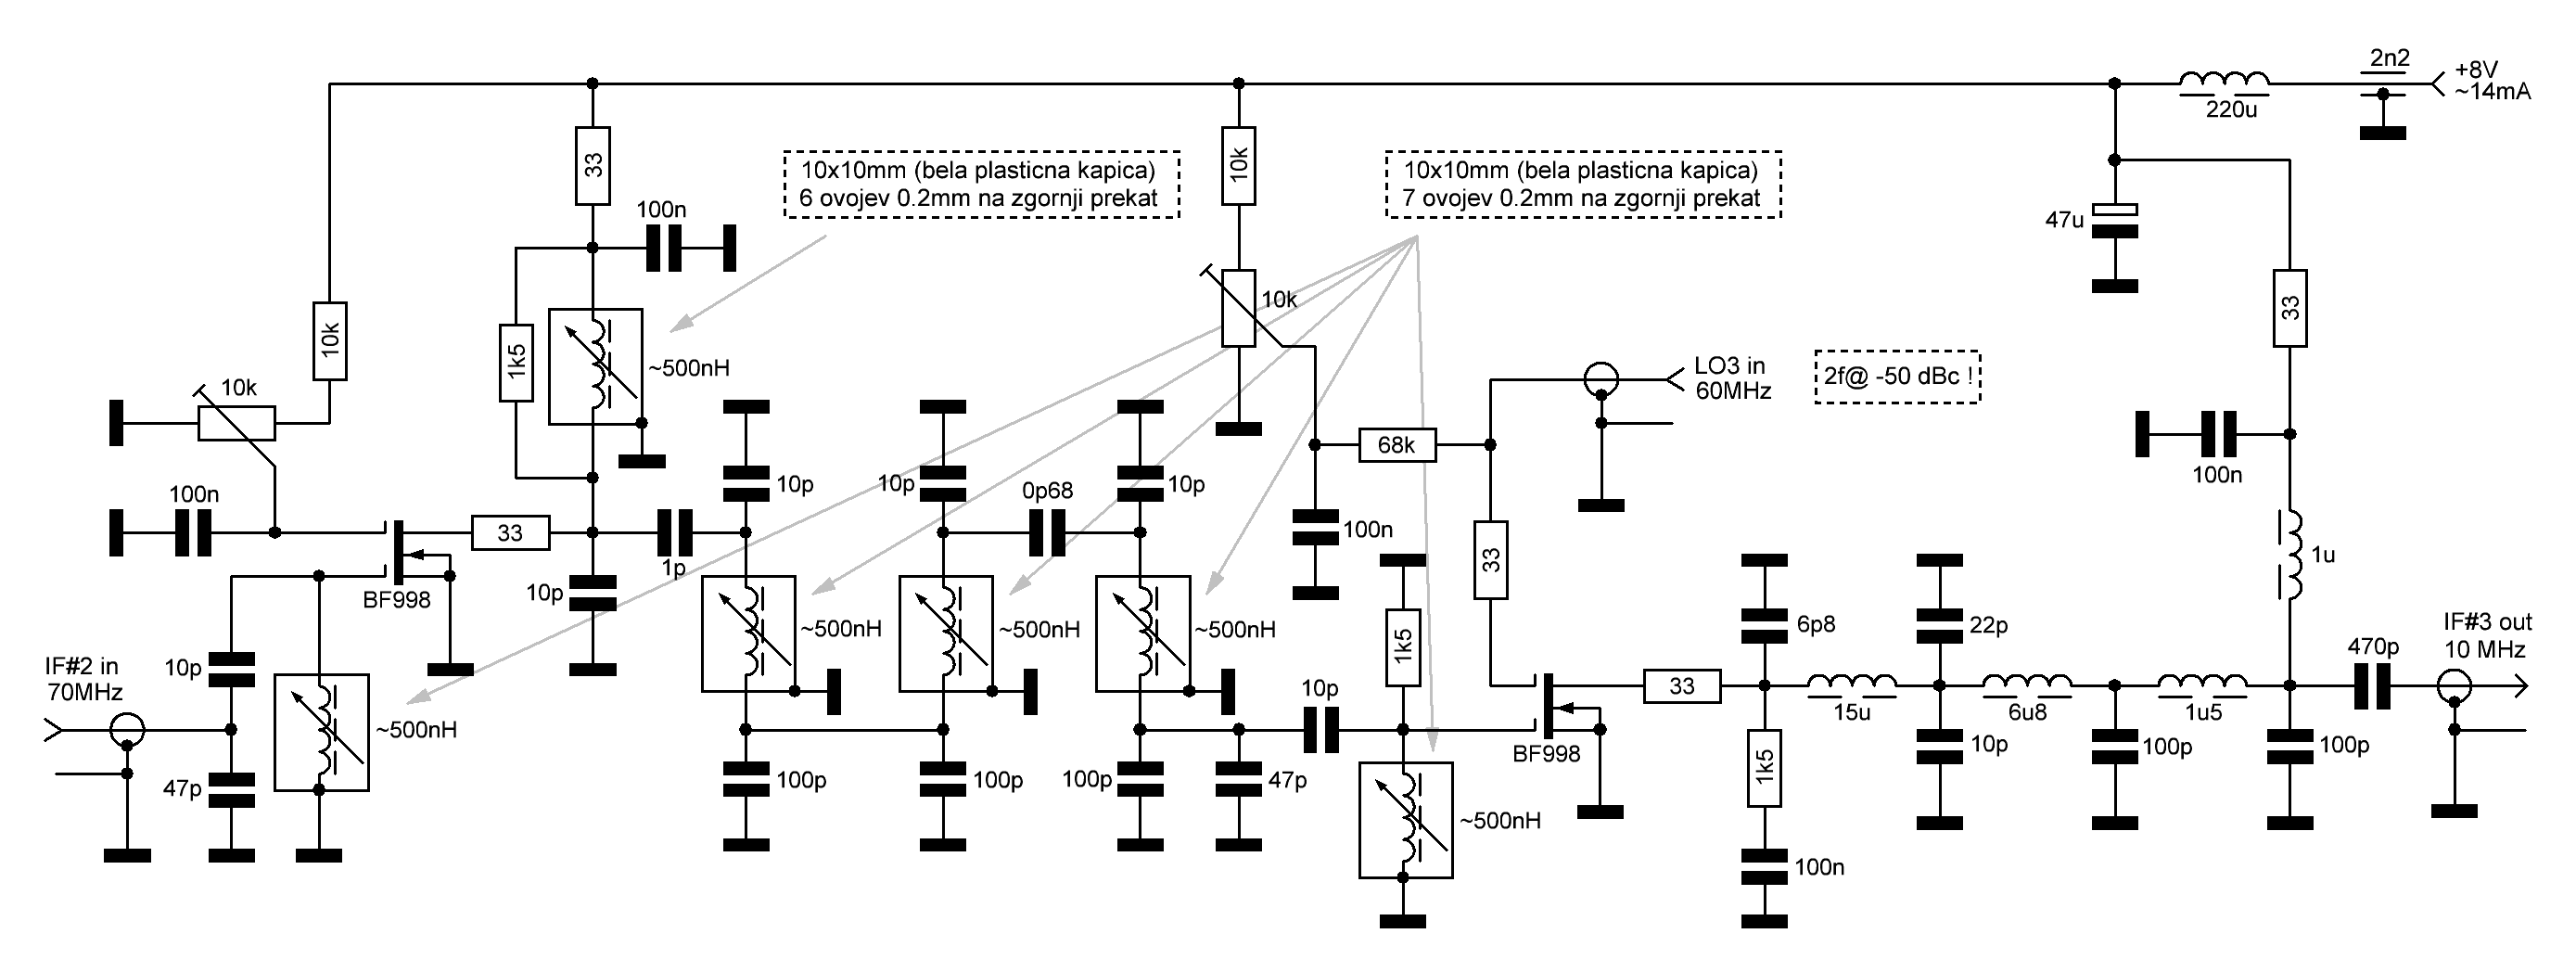 2n2
+8V
~14mA
220u
33
10x10mm (bela plasticna kapica)
6 ovojev 0.2mm na zgornji prekat
10k
10x10mm (bela plasticna kapica)
7 ovojev 0.2mm na zgornji prekat
100n
47u
10k
33
10k
1k5
~500nH
LO3 in
60MHz
2f@ -50 dBc !
10k
68k
100n
10p
10p
0p68
10p
100n
100n
33
1p
10p
BF998
33
1u
~500nH
~500nH
~500nH
1k5
6p8
22p
IF#3 out
10 MHz
470p
IF#2 in
70MHz
10p
~500nH
10p
33
15u
6u8
1u5
47p
100p
100p
100p
47p
BF998
1k5
10p
100p
100p
~500nH
100n